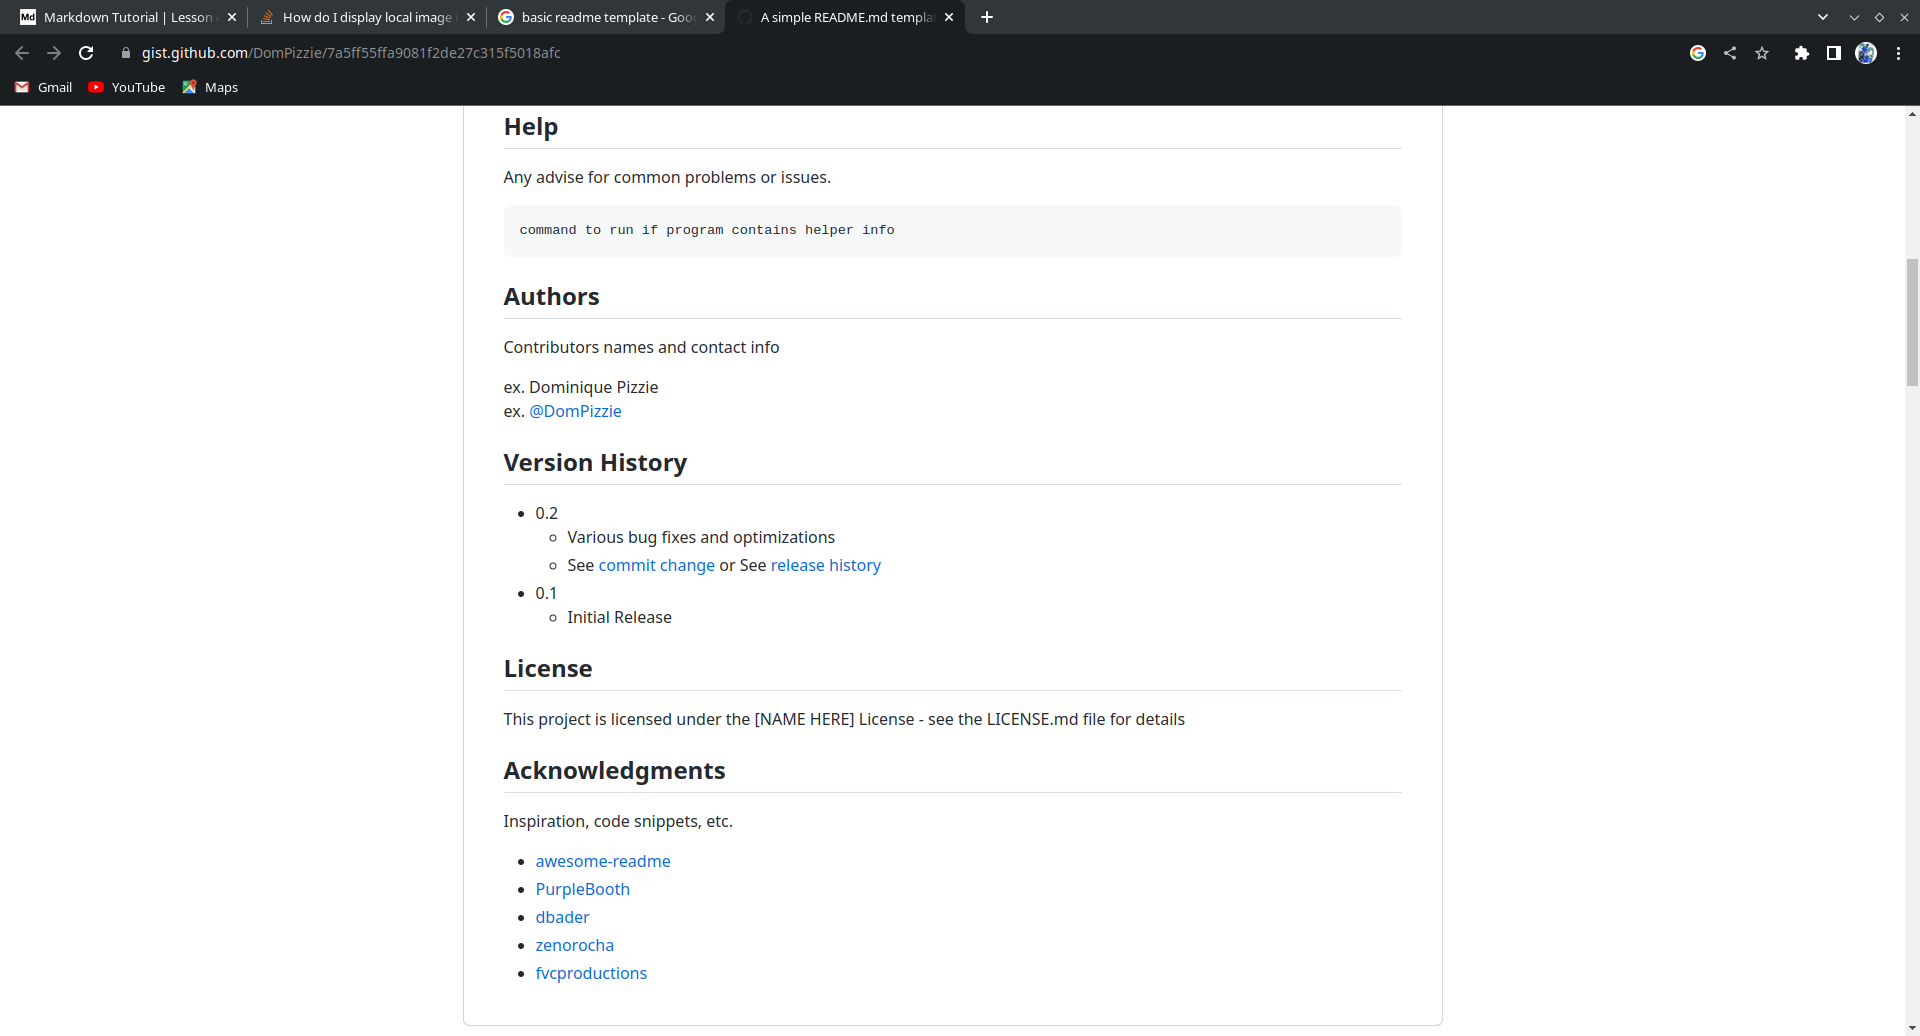 Md Markdown Tutorial | Lesson
How do I display local image
basic readme template - Goog
A simple README.md templa
gist.github.com/DomPizzie/7a5ff55ffa9081f2de27c315f5018afc
Gmail
YouTube
Maps
Help
Any advise for common problems or issues.
command to run if program contains helper info
Authors
Contributors names and contact info
ex. Dominique Pizzie
ex. @DomPizzie
Version History
0.2
Various bug fixes and optimizations
See commit change or See release history
0.1
Initial Release
License
This project is licensed under the [NAME HERE] License - see the LICENSE.md file for details
Acknowledgments
Inspiration, code snippets, etc.
awesome-readme
PurpleBooth
dbader
zenorocha
fvcproductions